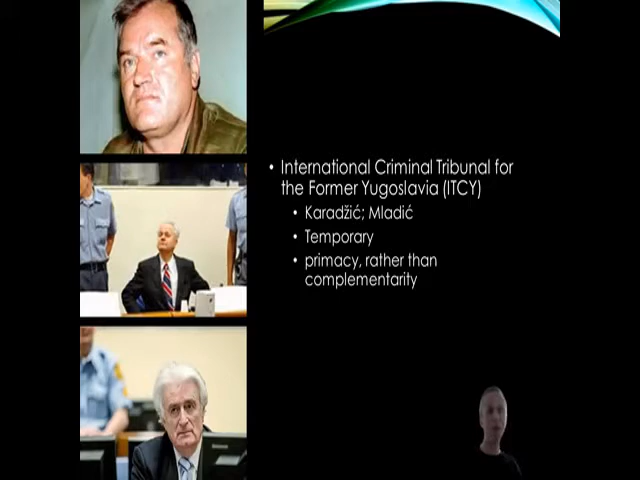 • International Criminal Tribunal for
the Former Yugoslavia (ITCY)
• Karadžić; Mladić
• Temporary
• primacy, rather than
complementarity